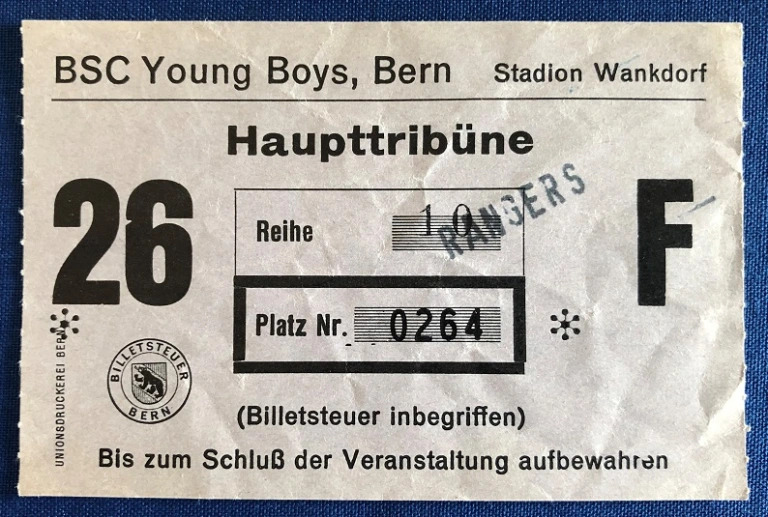 BSC Young Boys, Bern Stadion Wankdorf
Haupttribüne
26 F
Reihe 10
RANGERS
Platz Nr. 0264
BILLETSTEUER
BERN
UNIONSDRUCKEREI BERN
(Billetsteuer inbegriffen)
Bis zum Schluß der Veranstaltung aufbewahren